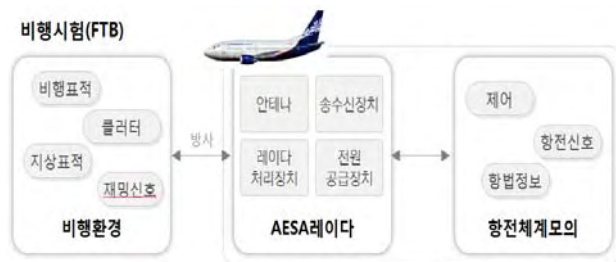 비행시험(FTB)
비행표적
클러터
지상표적
재밍신호
비행환경
방사
안테나
송수신장치
레이다
처리장치
전원
공급장치
AESA레이다
제어
항전신호
항법정보
항전체계모의